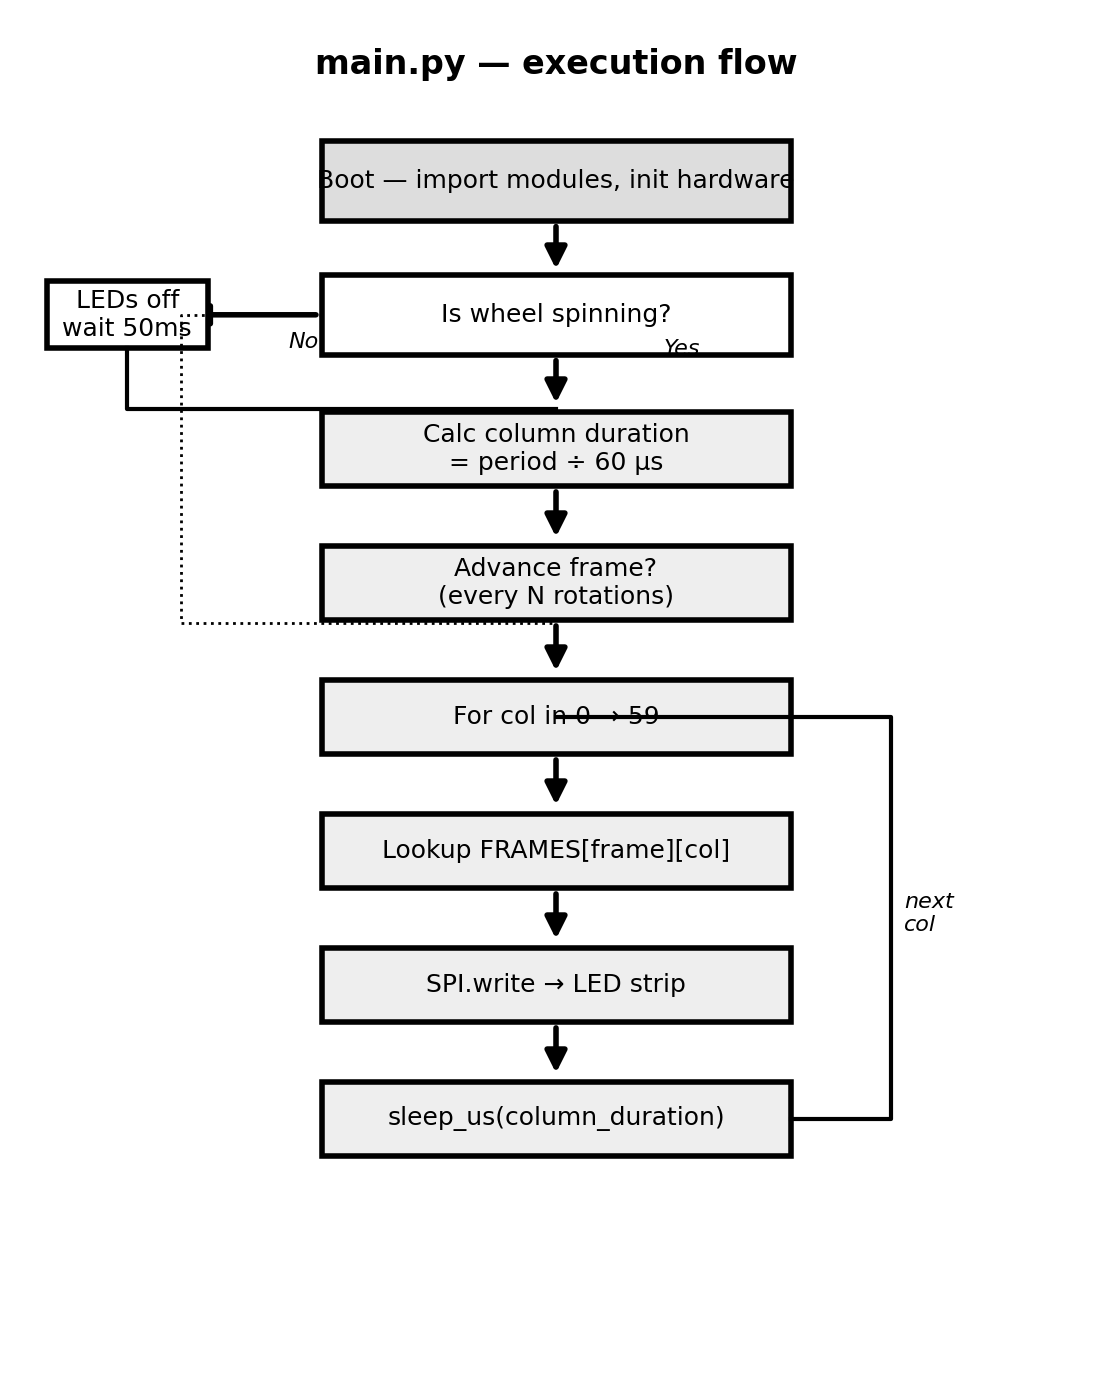 main.py — execution flow
Boot — import modules, init hardware
LEDs off
wait 50ms
Is wheel spinning?
No
Yes
Calc column duration
= period ÷ 60 µs
Advance frame?
(every N rotations)
For col in 0 → 59
Lookup FRAMES[frame][col]
next
col
SPI.write → LED strip
sleep_us(column_duration)